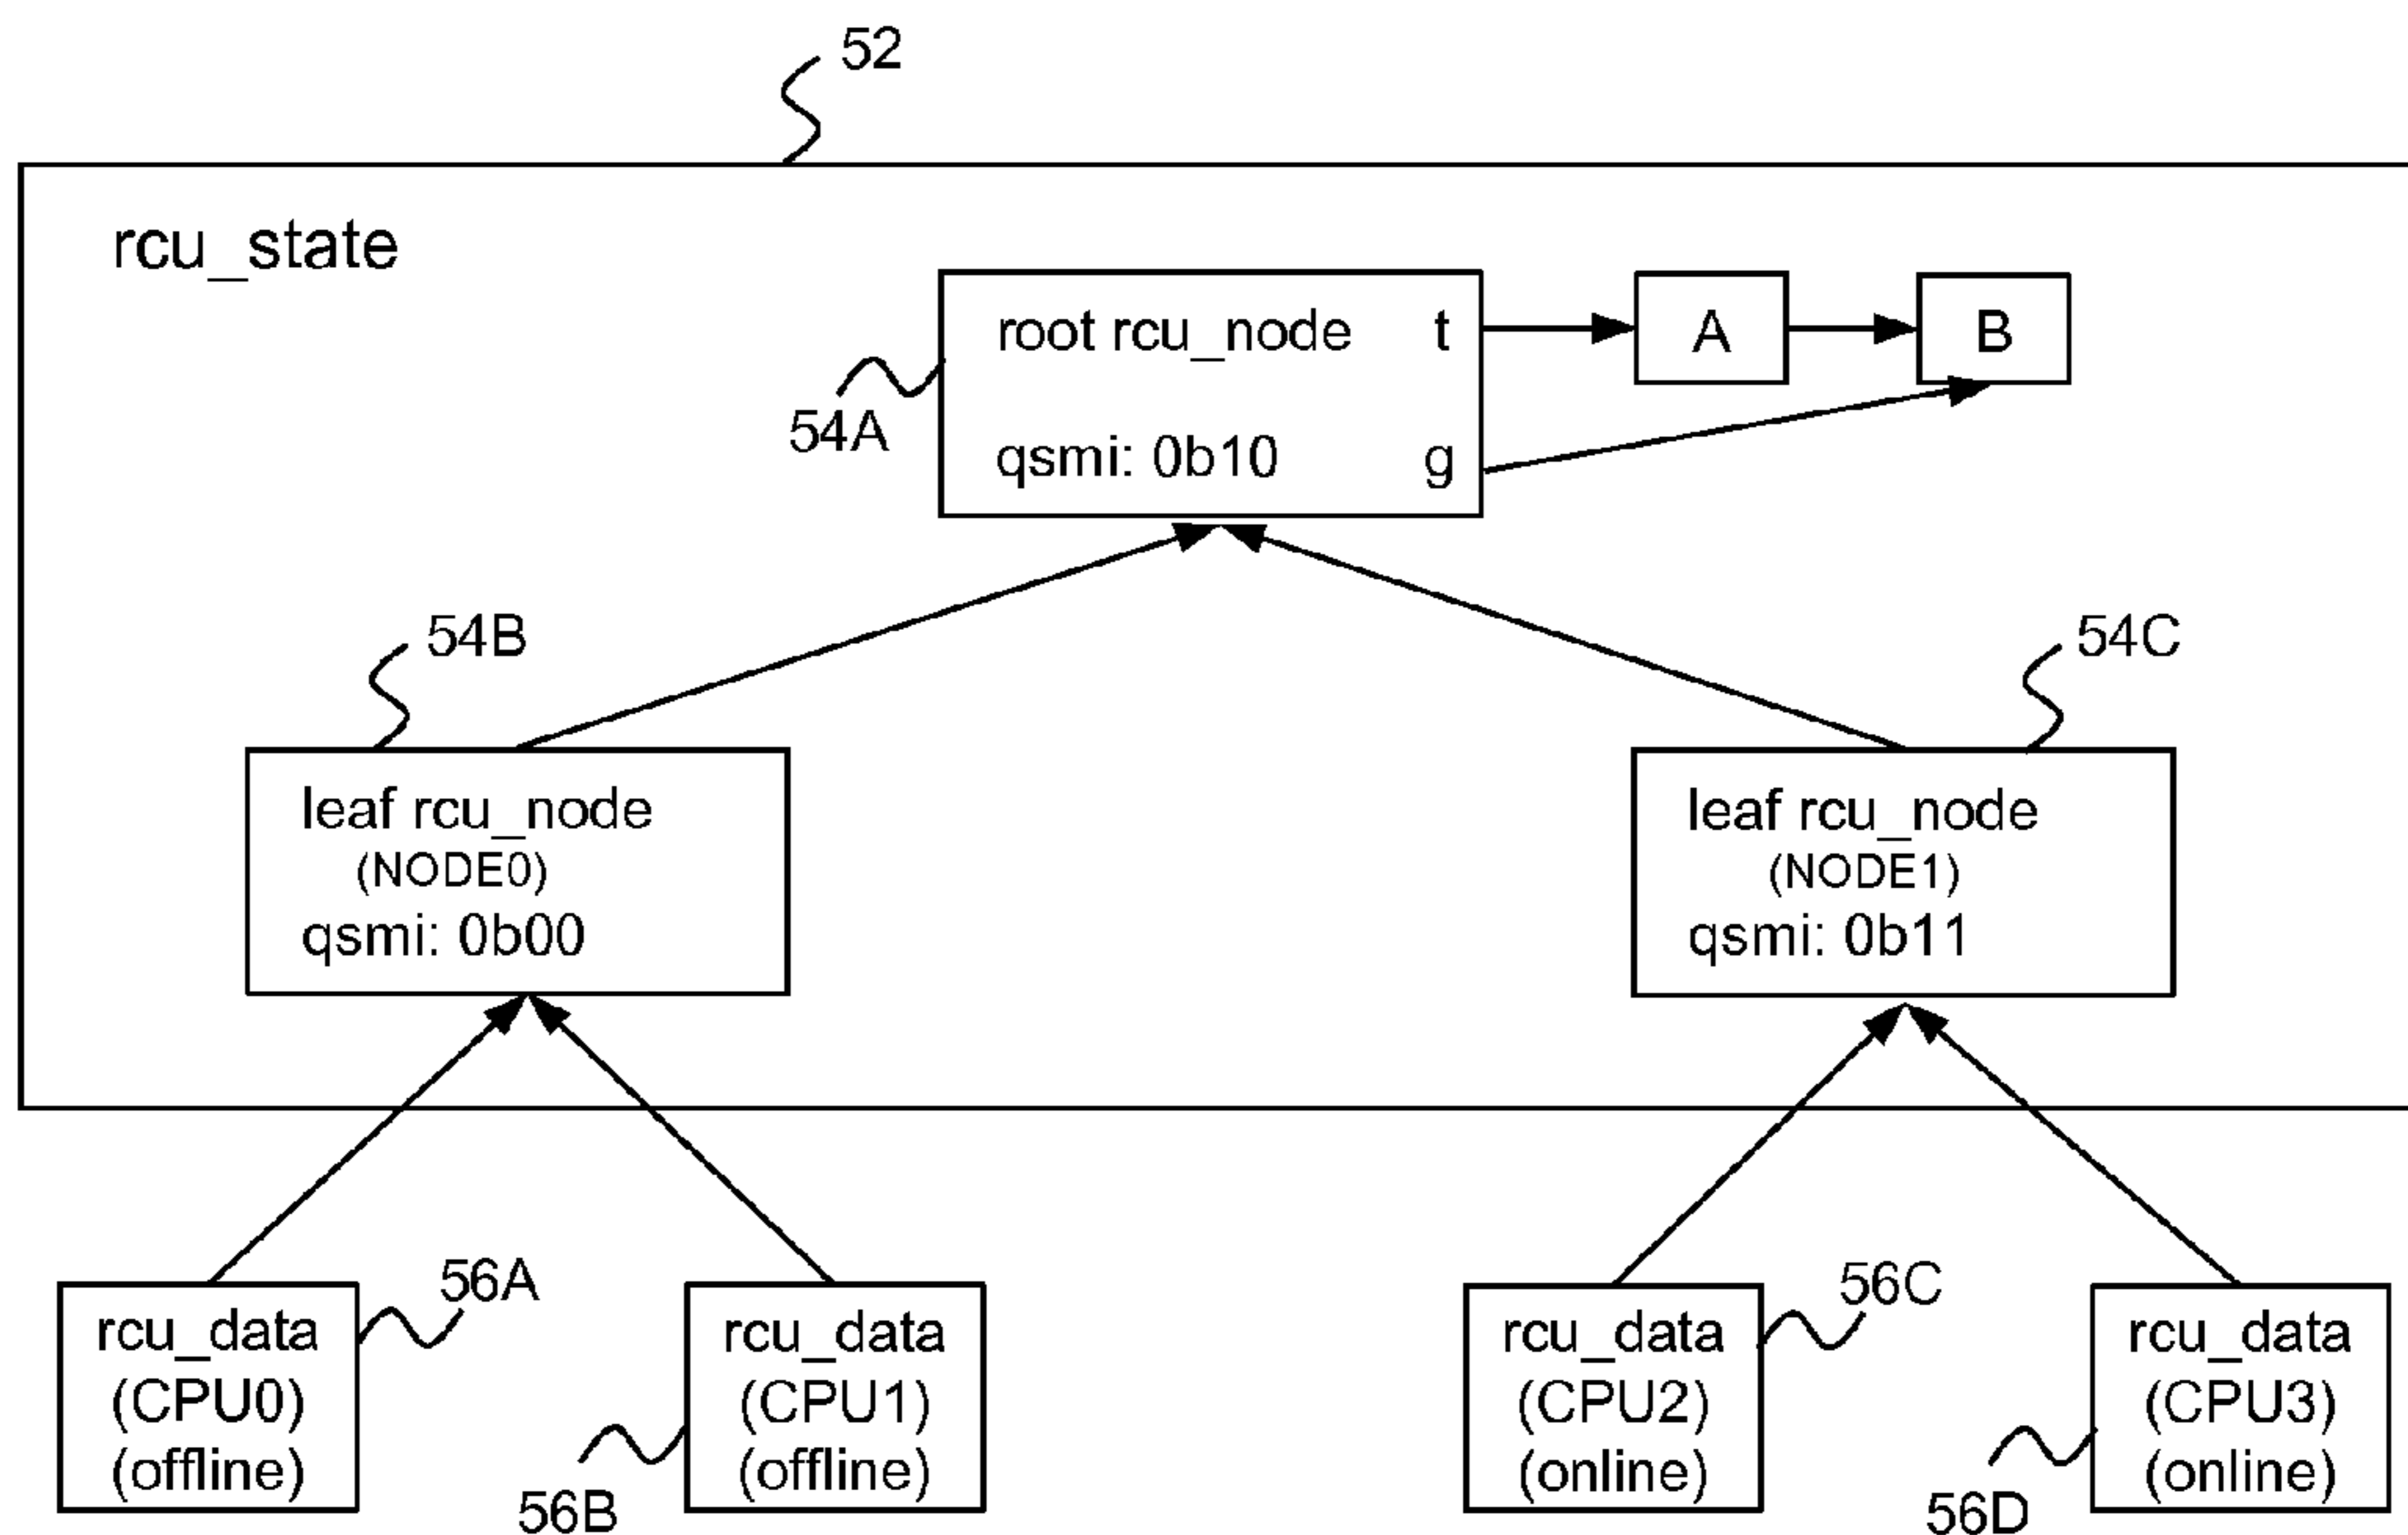 52
rcu_state
root rcu_node t
A
B
54A
qsmi: 0b10 g
54B
54C
leaf rcu_node
(NODE0)
qsmi: 0b00
leaf rcu_node
(NODE1)
qsmi: 0b11
rcu_data
(CPU0)
(offline)
56A
rcu_data
(CPU1)
(offline)
56B
rcu_data
(CPU2)
(online)
56C
rcu_data
(CPU3)
(online)
56D